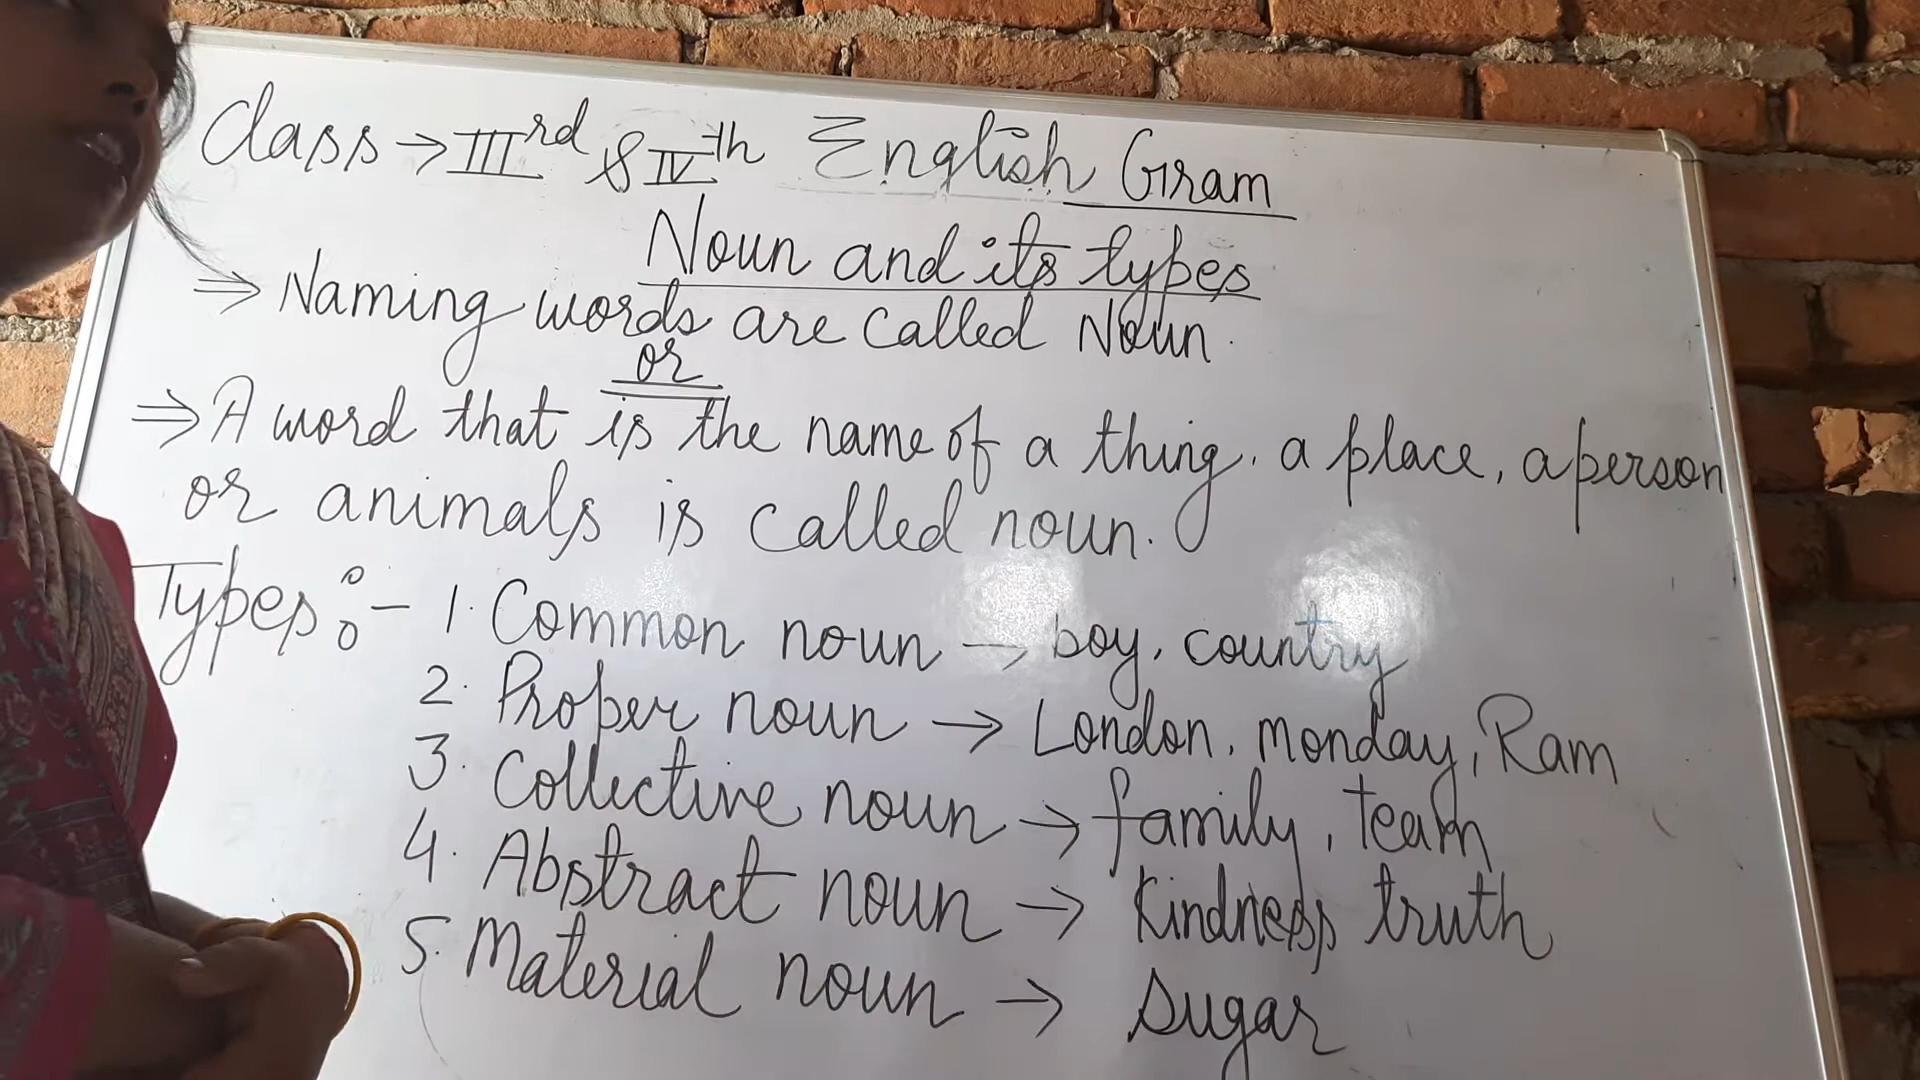 Class → IIIrd & IVth English Gram
Noun and its types
⇒ Naming words are called Noun.
or
⇒ A word that is the name of a thing, a place, a person
or animals is called noun.
Types :- 1. Common noun → boy, country
2. Proper noun → London, monday, Ram
3. Collective noun → family, team
4. Abstract noun → Kindness truth
5. Material noun → Sugar